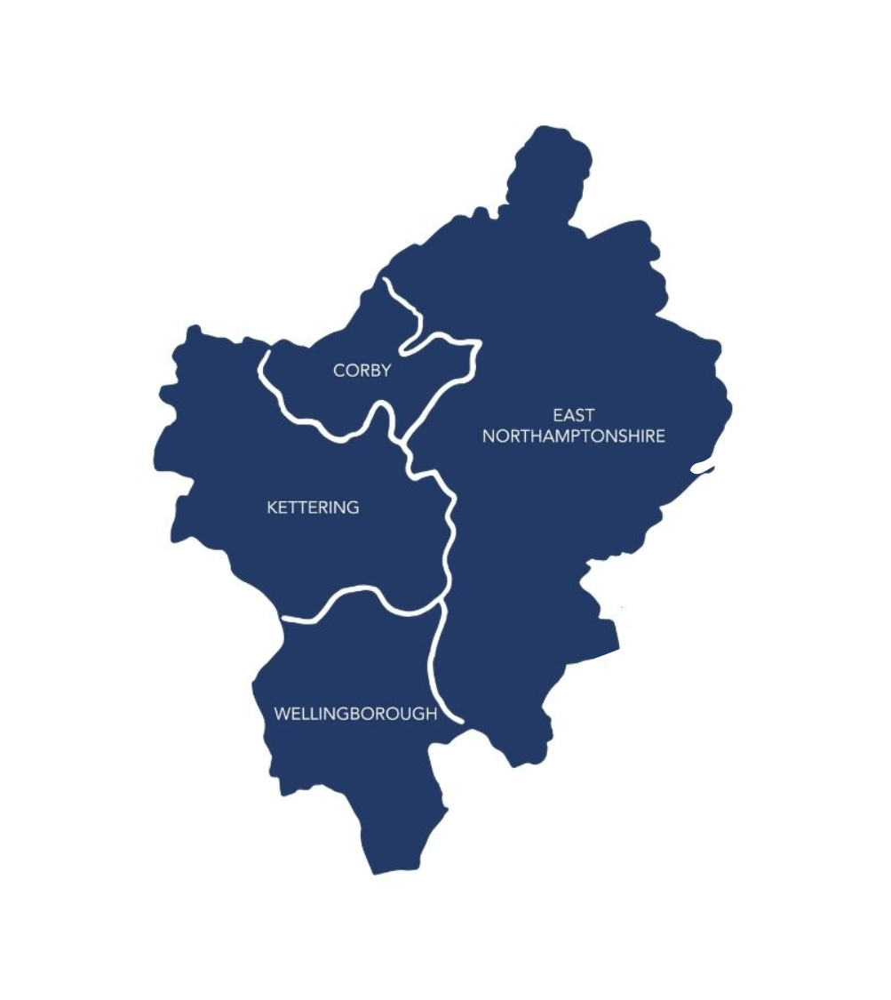 CORBY
EAST
NORTHAMPTONSHIRE
KETTERING
WELLINGBOROUGH